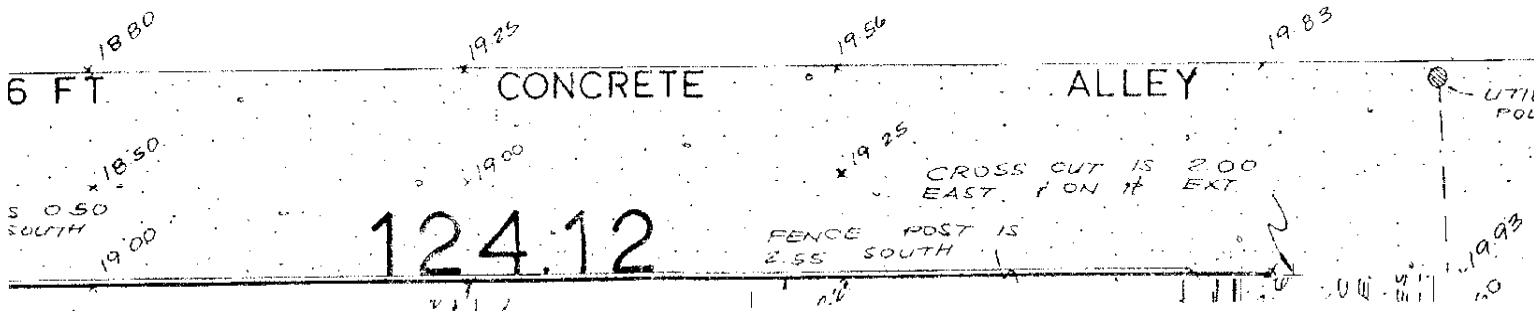 18.80
19.25
19.56
19.83
6 FT. CONCRETE ALLEY
18.50
19.00
19.25
CROSS CUT IS 2.00
EAST. & ON ℄ EXT.
S 0.50
SOUTH
19.00
124.12
FENCE POST IS
2.55 SOUTH
19.93